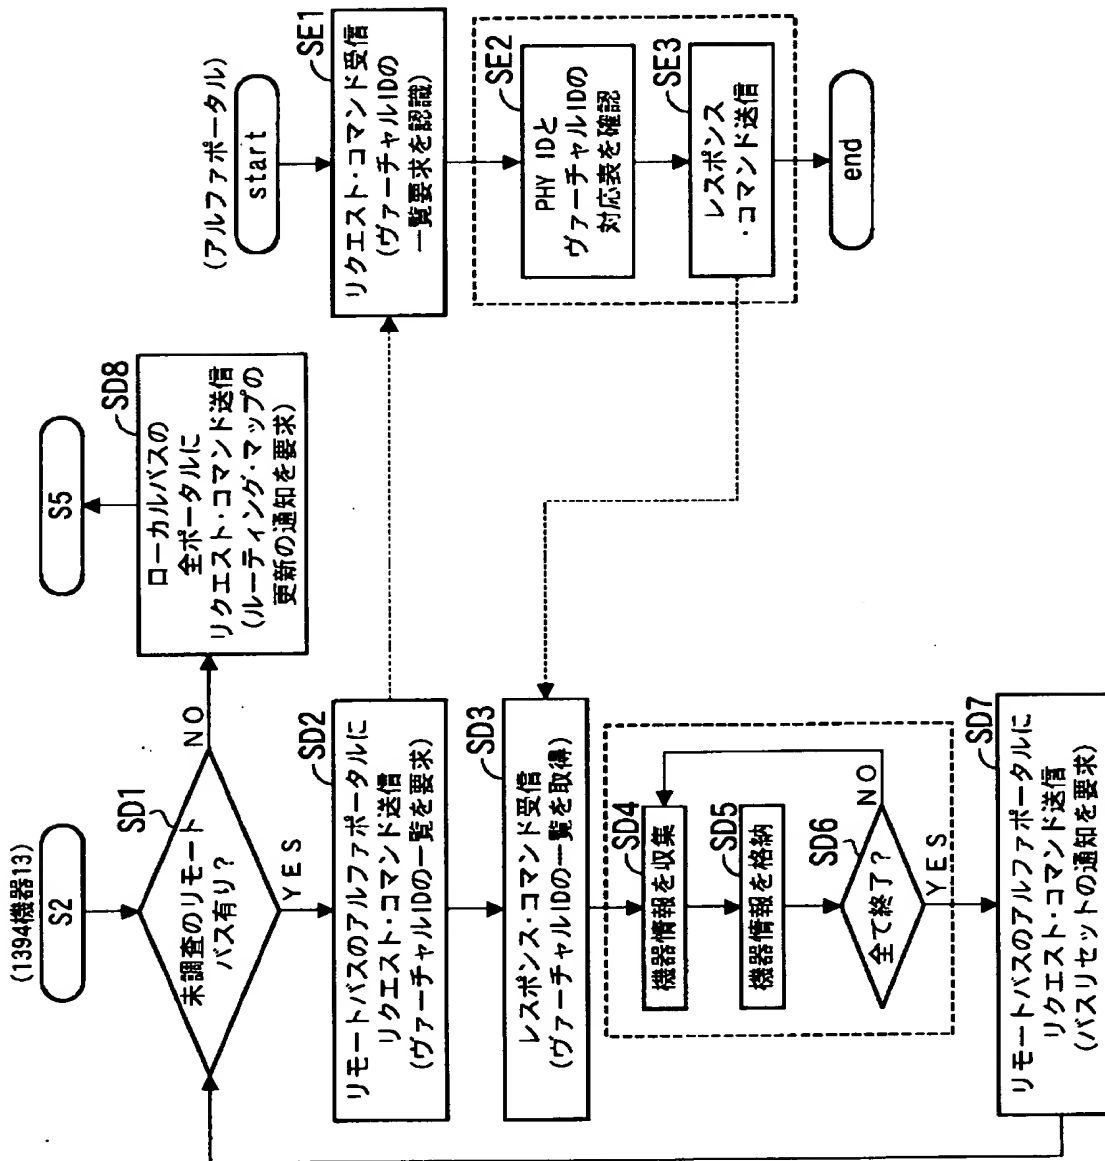 (1394機器13)
S2
SD1
未調査のリモート
バス有り?
NO
YES
SD2
リモートバスのアルファポータルに
リクエスト・コマンド送信
(ヴァーチャルIDの一覧を要求)
SD3
レスポンス・コマンド受信
(ヴァーチャルIDの一覧を取得)
SD4
機器情報を収集
SD5
機器情報を格納
SD6
全て終了?
NO
YES
SD7
リモートバスのアルファポータルに
リクエスト・コマンド送信
(バスリセットの通知を要求)
S5
SD8
ローカルバスの
全ポータルに
リクエスト・コマンド送信
(ルーティング・マップの
更新の通知を要求)
(アルファポータル)
start
SE1
リクエスト・コマンド受信
(ヴァーチャルIDの
一覧要求を認識)
SE2
PHY IDと
ヴァーチャルIDの
対応表を確認
SE3
レスポンス
・コマンド送信
end